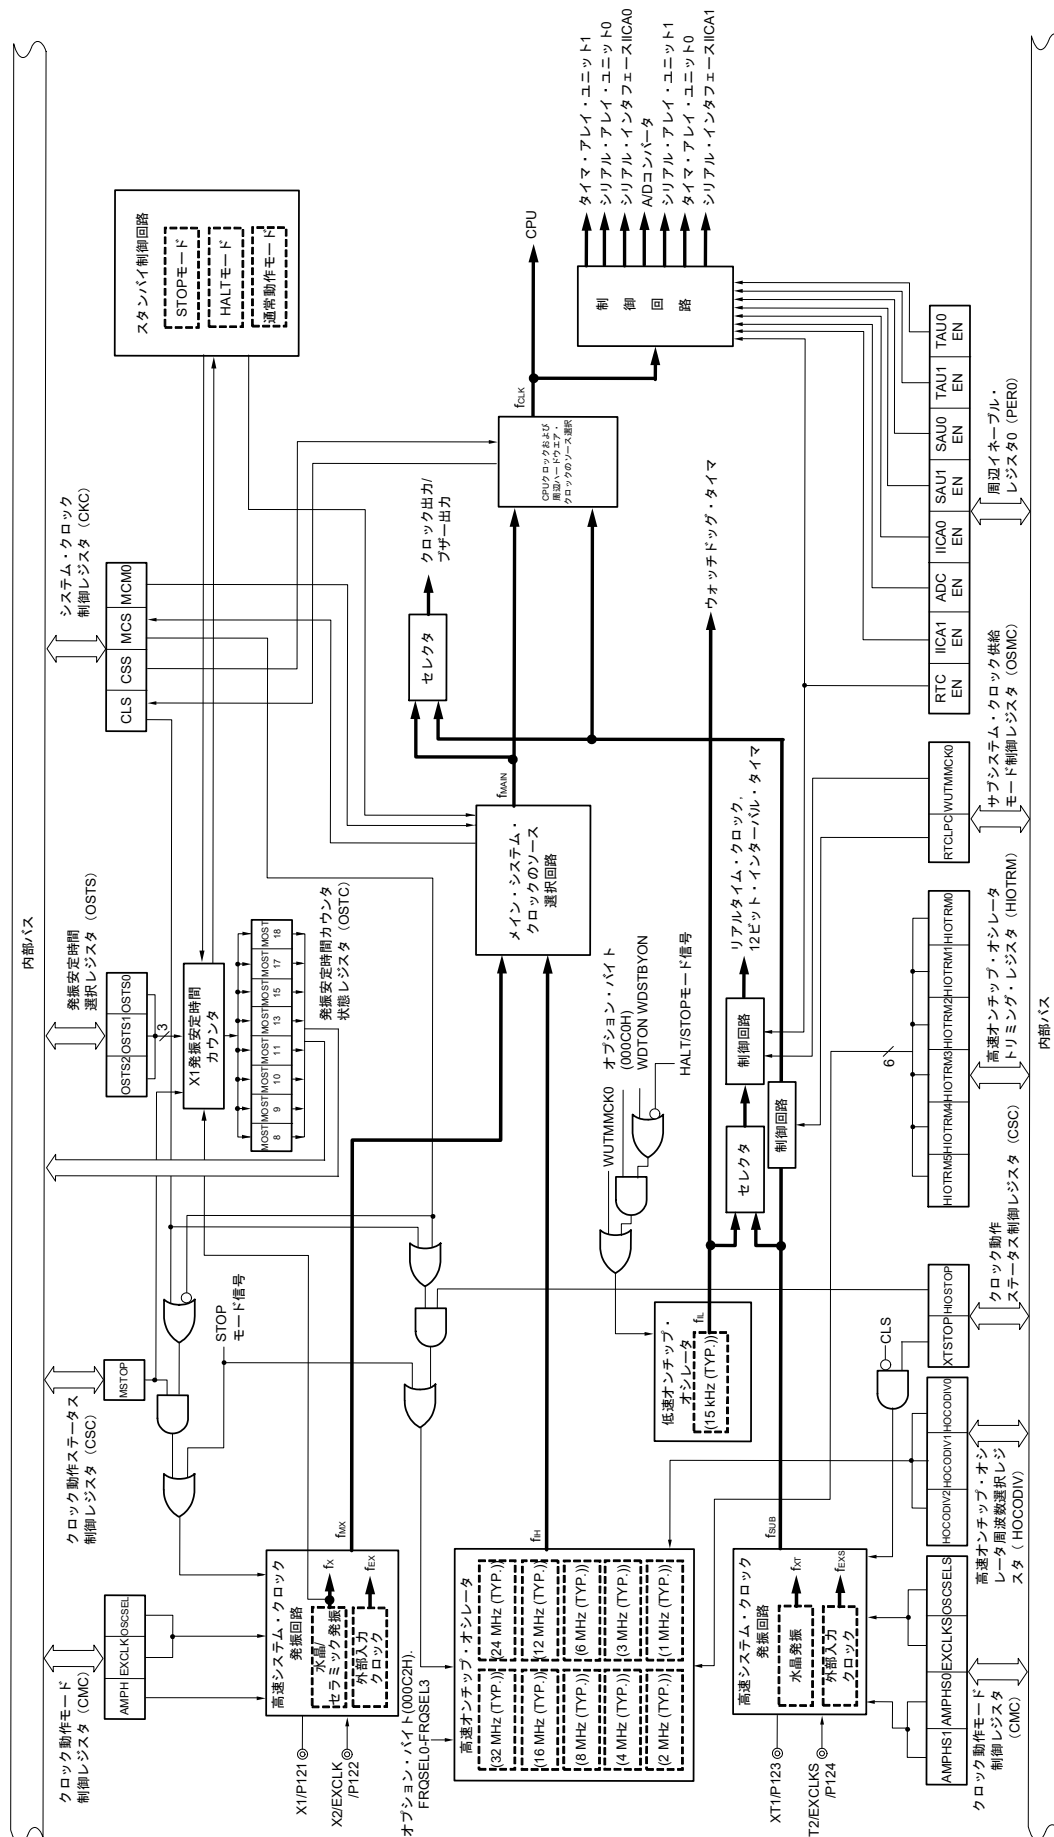 内部バス
クロック動作モード
制御レジスタ（CMC）
AMPH
EXCLK
OSCSEL
クロック動作ステータス
制御レジスタ（CSC）
MSTOP
発振安定時間
選択レジスタ（OSTS）
OSTS2
OSTS1
OSTS0
3
システム・クロック
制御レジスタ（CKC）
CLS
CSS
MCS
MCM0
STOP
モード信号
X1発振安定時間
カウンタ
MOST
8
MOST
9
MOST
10
MOST
11
MOST
13
MOST
15
MOST
17
MOST
18
発振安定時間カウンタ
状態レジスタ（OSTC）
スタンバイ制御回路
STOPモード
HALTモード
通常動作モード
X1/P121
X2/EXCLK
/P122
高速システム・クロック
発振回路
水晶/
セラミック発振
fX
外部入力
クロック
fEX
fMX
オプション・バイト(000C2H).
FRQSEL0-FRQSEL3
高速オンチップ・オシレータ
(32 MHz (TYP.))
(24 MHz (TYP.))
(16 MHz (TYP.))
(12 MHz (TYP.))
(8 MHz (TYP.))
(6 MHz (TYP.))
(4 MHz (TYP.))
(3 MHz (TYP.))
(2 MHz (TYP.))
(1 MHz (TYP.))
fIH
メイン・システム・
クロックのソース
選択回路
fMAIN
セレクタ
クロック出力/
ブザー出力
CPUクロックおよび
周辺ハードウエア・
クロックのソース選択
fCLK
CPU
制御回路
タイマ・アレイ・ユニット1
シリアル・アレイ・ユニット0
シリアル・インタフェースIICA0
A/Dコンバータ
シリアル・アレイ・ユニット1
タイマ・アレイ・ユニット0
シリアル・インタフェースIICA1
WUTMMCK0
オプション・バイト
(000C0H)
WDTON WDSTBYON
HALT/STOPモード信号
低速オンチップ・
オシレータ
(15 kHz (TYP.))
fIL
ウォッチドッグ・タイマ
セレクタ
制御回路
リアルタイム・クロック,
12ビット・インターバル・タイマ
制御回路
XT1/P123
T2/EXCLKS
/P124
高速システム・クロック
発振回路
水晶発振
fXT
外部入力
クロック
fEXS
fSUB
CLS
6
AMPHS1
AMPHS0
EXCLKS
OSCSELS
クロック動作モード
制御レジスタ
(CMC)
HOCODIV2
HOCODIV1
HOCODIV0
高速オンチップ・オシ
レータ周波数選択レジ
スタ（ HOCODIV）
XTSTOP
HIOSTOP
クロック動作
ステータス制御レジスタ（CSC）
HIOTRM5
HIOTRM4
HIOTRM3
HIOTRM2
HIOTRM1
HIOTRM0
高速オンチップ・オシレータ
トリミング・レジスタ（HIOTRM）
RTCLPC
WUTMMCK0
サブシステム・クロック供給
モード制御レジスタ（OSMC）
RTC
EN
IICA1
EN
ADC
EN
IICA0
EN
SAU1
EN
SAU0
EN
TAU1
EN
TAU0
EN
周辺イネーブル・
レジスタ0（PER0）
内部バス